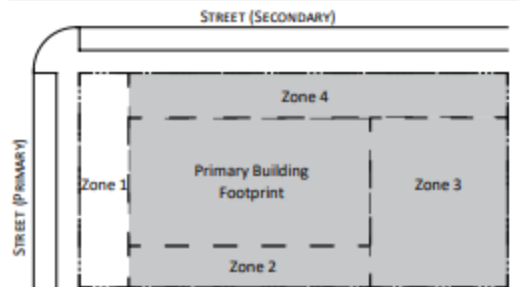 STREET (SECONDARY)
Zone 4
STREET (PRIMARY)
Zone 1
Primary Building
Footprint
Zone 3
Zone 2